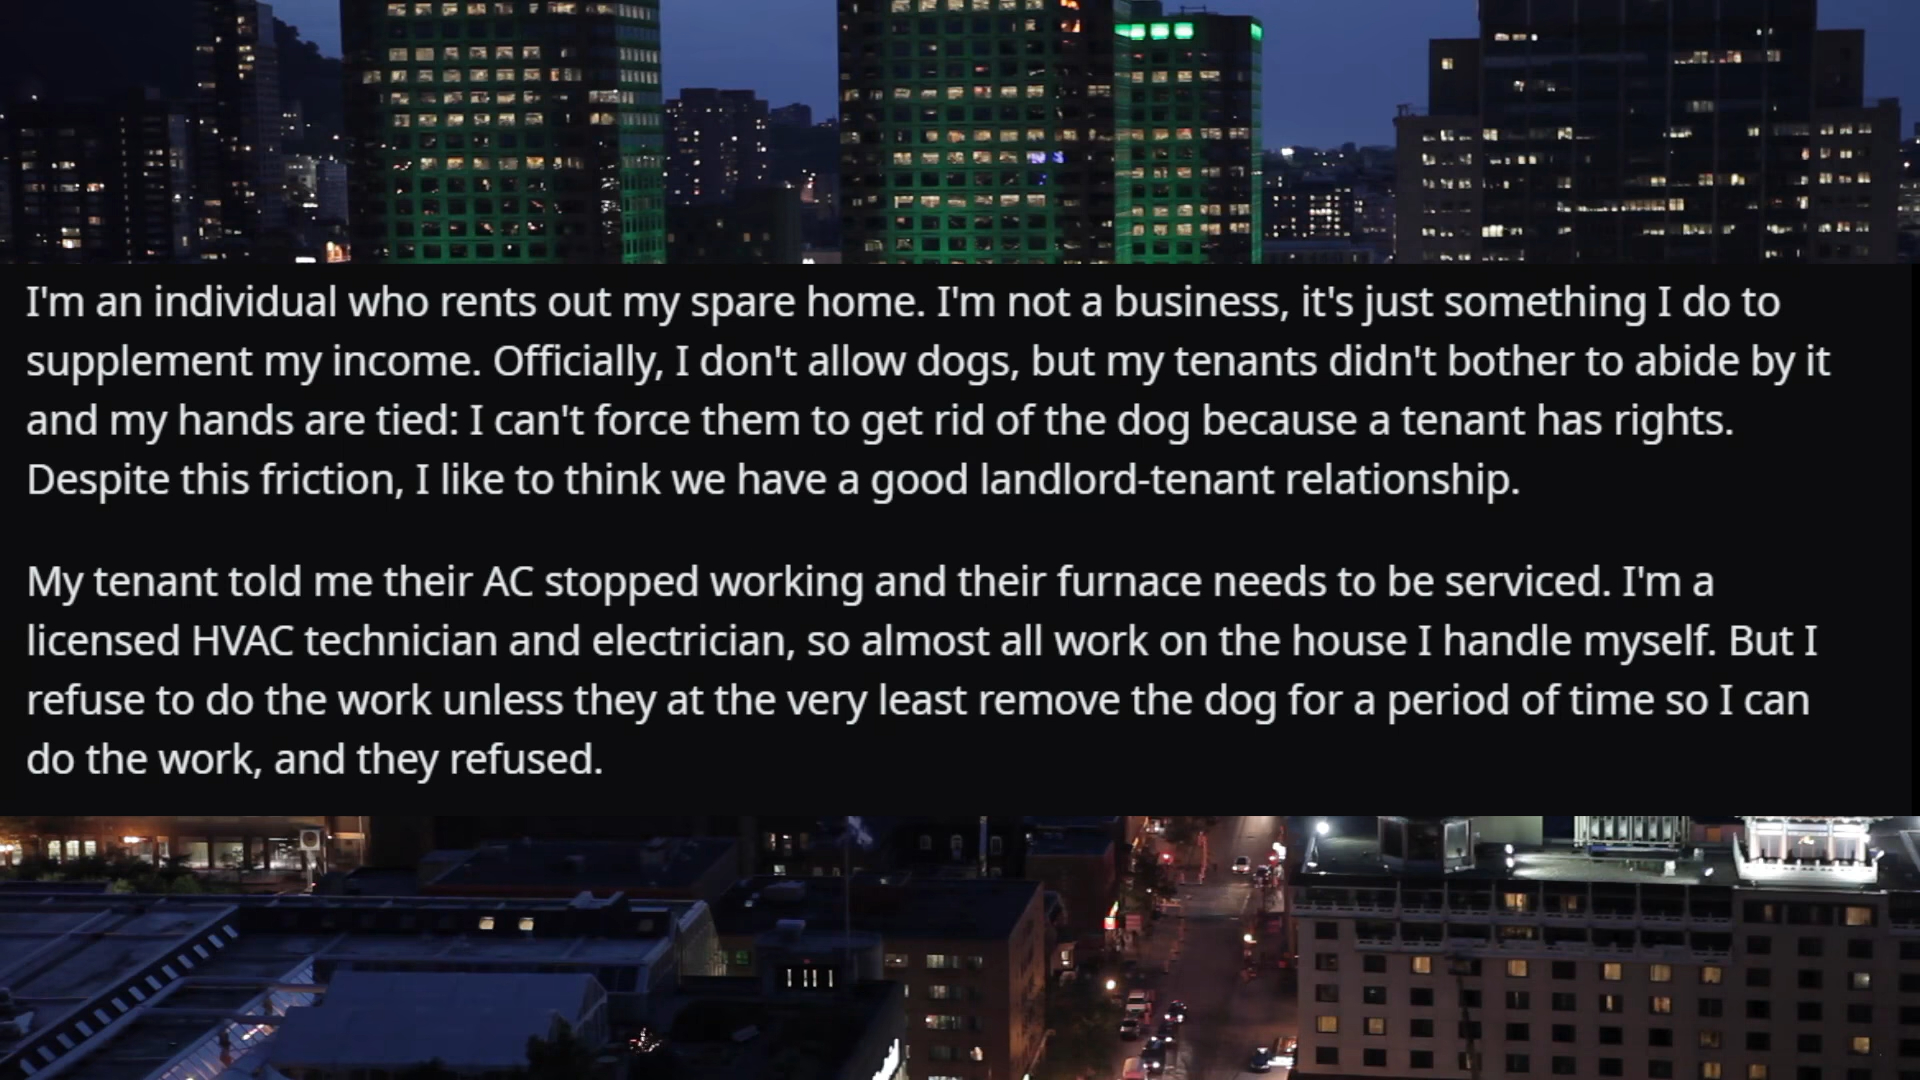 I'm an individual who rents out my spare home. I'm not a business, it's just something I do to
supplement my income. Officially, I don't allow dogs, but my tenants didn't bother to abide by it
and my hands are tied: I can't force them to get rid of the dog because a tenant has rights.
Despite this friction, I like to think we have a good landlord-tenant relationship.
My tenant told me their AC stopped working and their furnace needs to be serviced. I'm a
licensed HVAC technician and electrician, so almost all work on the house I handle myself. But I
refuse to do the work unless they at the very least remove the dog for a period of time so I can
do the work, and they refused.